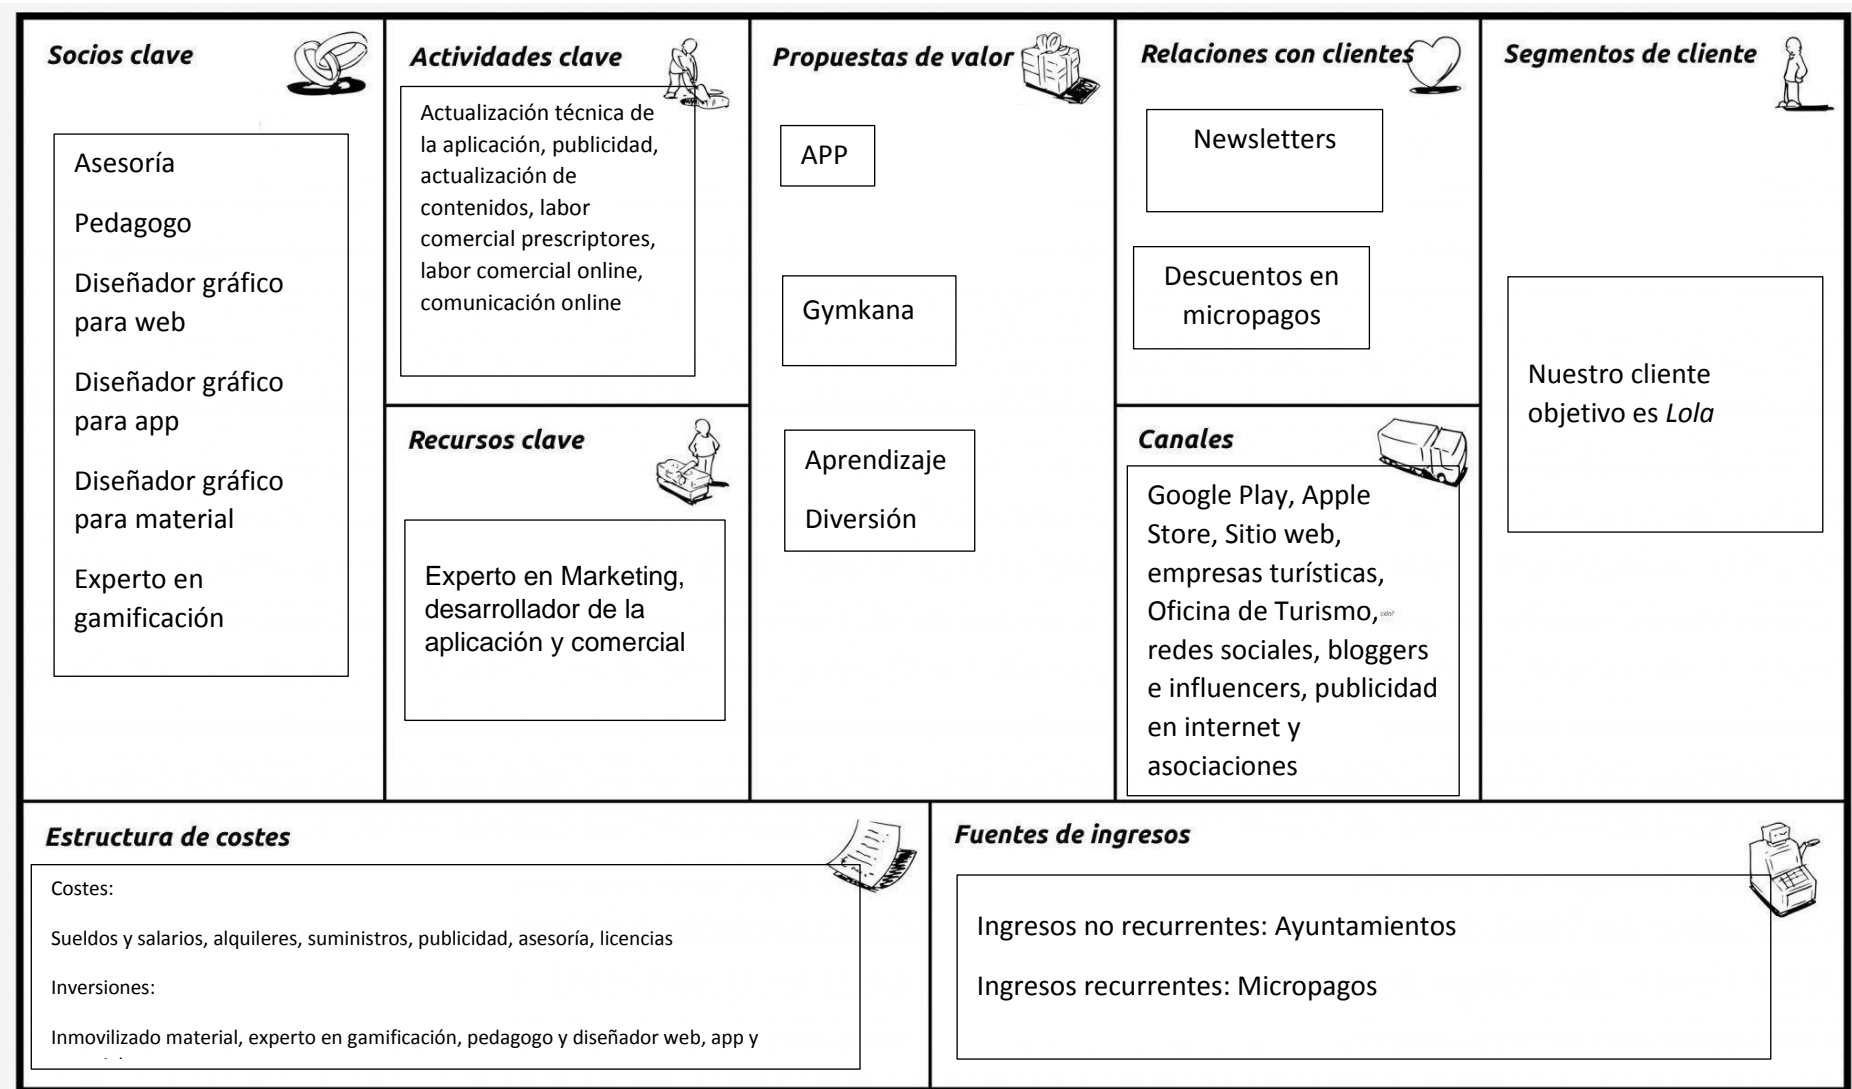 Socios clave
Asesoría
Pedagogo
Diseñador gráfico
para web
Diseñador gráfico
para app
Diseñador gráfico
para material
Experto en
gamificación
Actividades clave
Actualización técnica de
la aplicación, publicidad,
actualización de
contenidos, labor
comercial prescriptores,
labor comercial online,
comunicación online
Recursos clave
Experto en Marketing,
desarrollador de la
aplicación y comercial
Propuestas de valor
APP
Gymkana
Aprendizaje
Diversión
Relaciones con clientes
Newsletters
Descuentos en
micropagos
Canales
Google Play, Apple
Store, Sitio web,
empresas turísticas,
Oficina de Turismo,
redes sociales, bloggers
e influencers, publicidad
en internet y
asociaciones
Segmentos de cliente
Nuestro cliente
objetivo es Lola
Estructura de costes
Costes:
Sueldos y salarios, alquileres, suministros, publicidad, asesoría, licencias
Inversiones:
Inmovilizado material, experto en gamificación, pedagogo y diseñador web, app y
Fuentes de ingresos
Ingresos no recurrentes: Ayuntamientos
Ingresos recurrentes: Micropagos